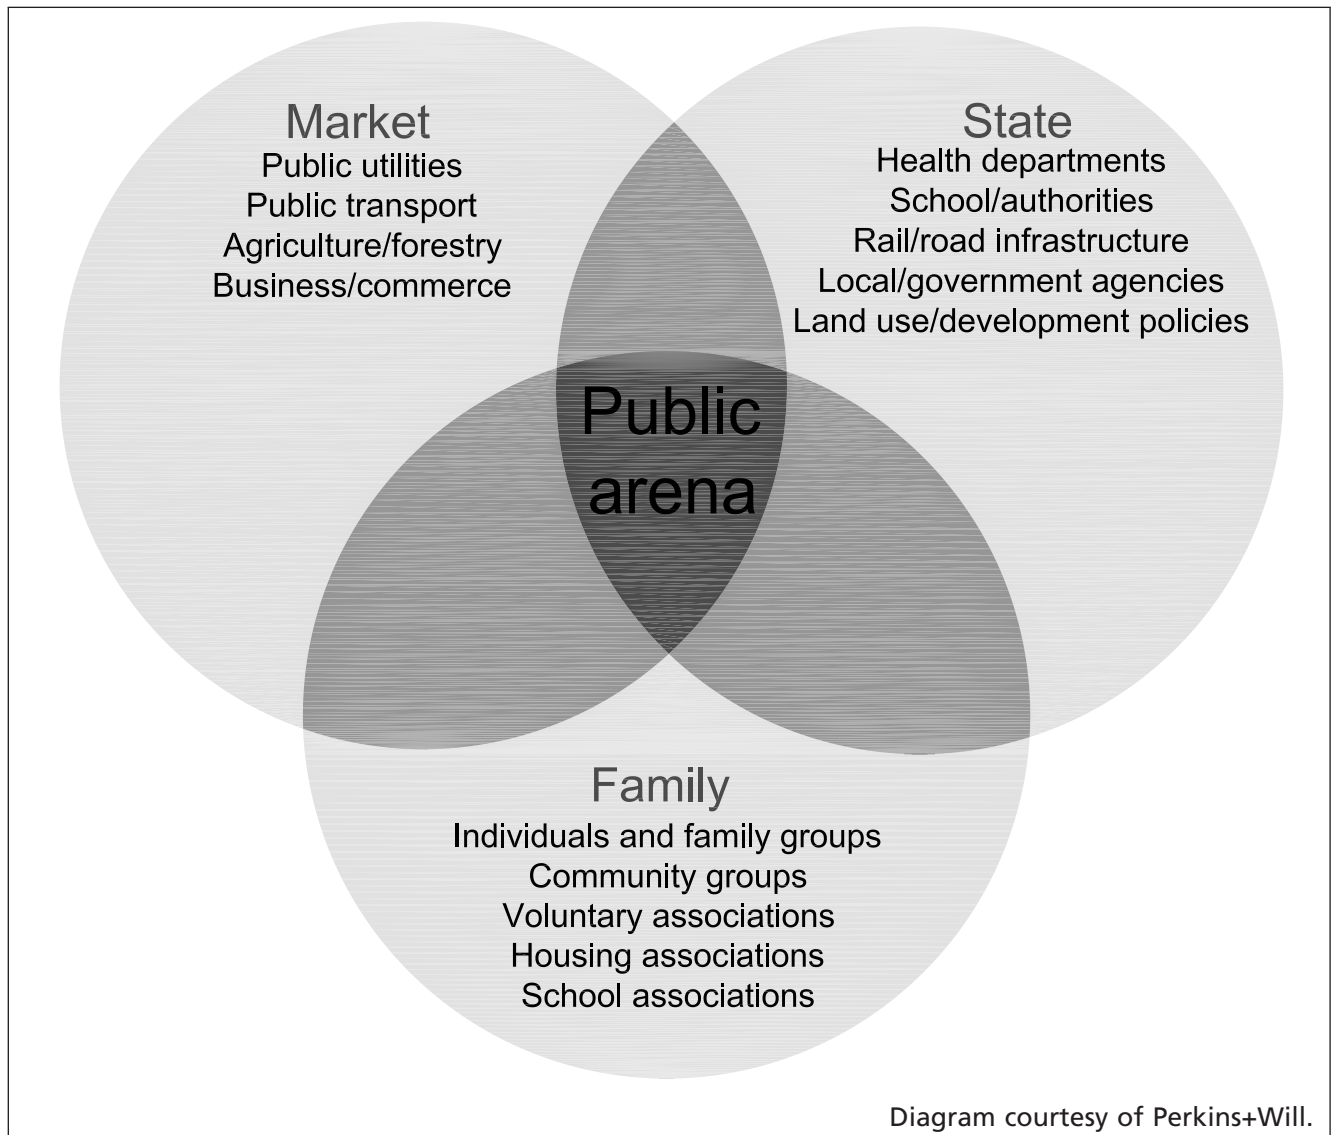 Market
Public utilities
Public transport
Agriculture/forestry
Business/commerce
State
Health departments
School/authorities
Rail/road infrastructure
Local/government agencies
Land use/development policies
Public
arena
Family
Individuals and family groups
Community groups
Voluntary associations
Housing associations
School associations
Diagram courtesy of Perkins+Will.